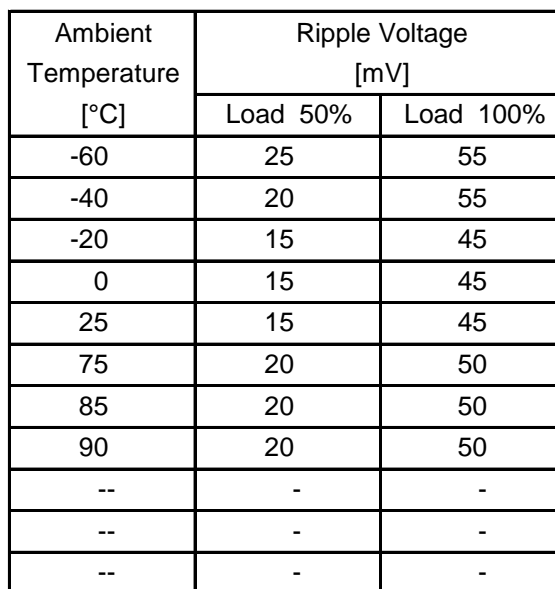 Ambient Temperature [°C] Ripple Voltage [mV]
Load 50% Load 100%
-60 25 55
-40 20 55
-20 15 45
0 15 45
25 15 45
75 20 50
85 20 50
90 20 50
-- - -
-- - -
-- - -